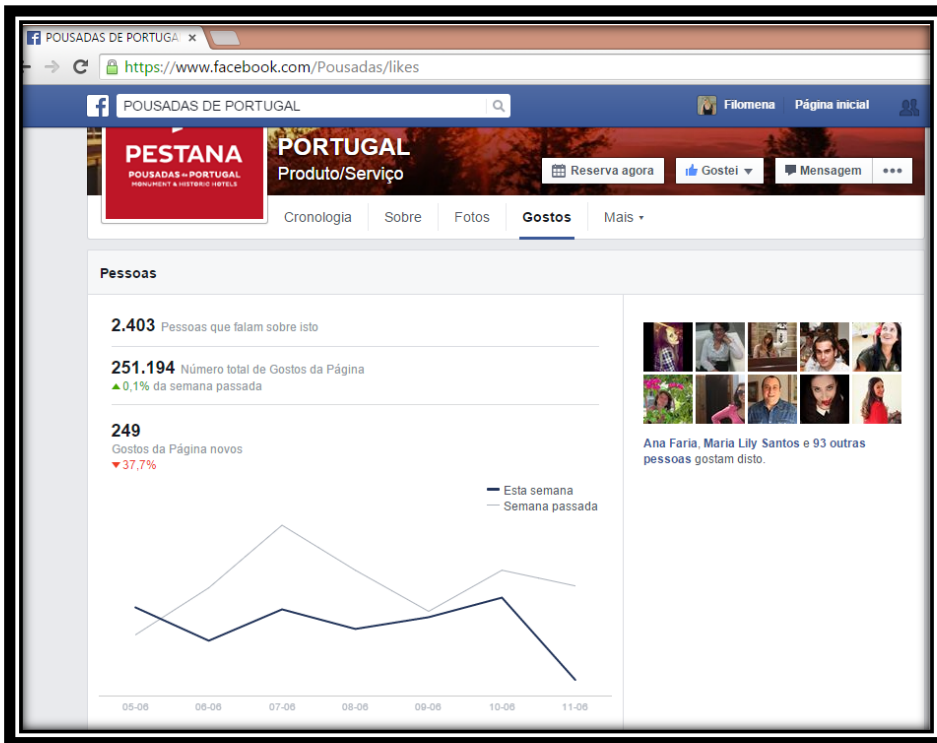 POUSADAS DE PORTUGA ×
https://www.facebook.com/Pousadas/likes
f POUSADAS DE PORTUGAL Filomena Página inicial
PESTANA
POUSADAS DE PORTUGAL
MONUMENT & HISTORIC HOTELS
PORTUGAL
Produto/Serviço
Reserva agora Gostei Mensagem
Cronologia Sobre Fotos Gostos Mais
Pessoas
2.403 Pessoas que falam sobre isto
251.194 Número total de Gostos da Página
▲0,1% da semana passada
249
Gostos da Página novos
▼37,7%
Esta semana
Semana passada
05-06 06-06 07-06 08-06 09-06 10-06 11-06
Ana Faria, Maria Lily Santos e 93 outras
pessoas gostam disto.